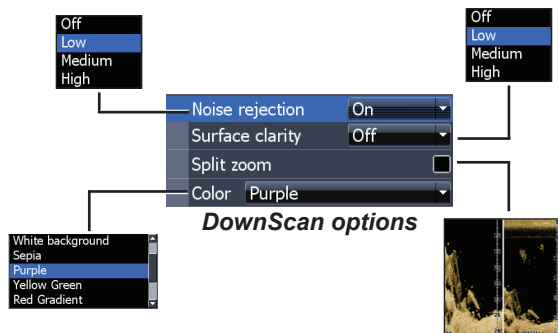 Off
Low
Medium
High
Off
Low
Medium
High
Noise rejection On
Surface clarity Off
Split zoom
Color Purple
DownScan options
White background
Sepia
Purple
Yellow Green
Red Gradient